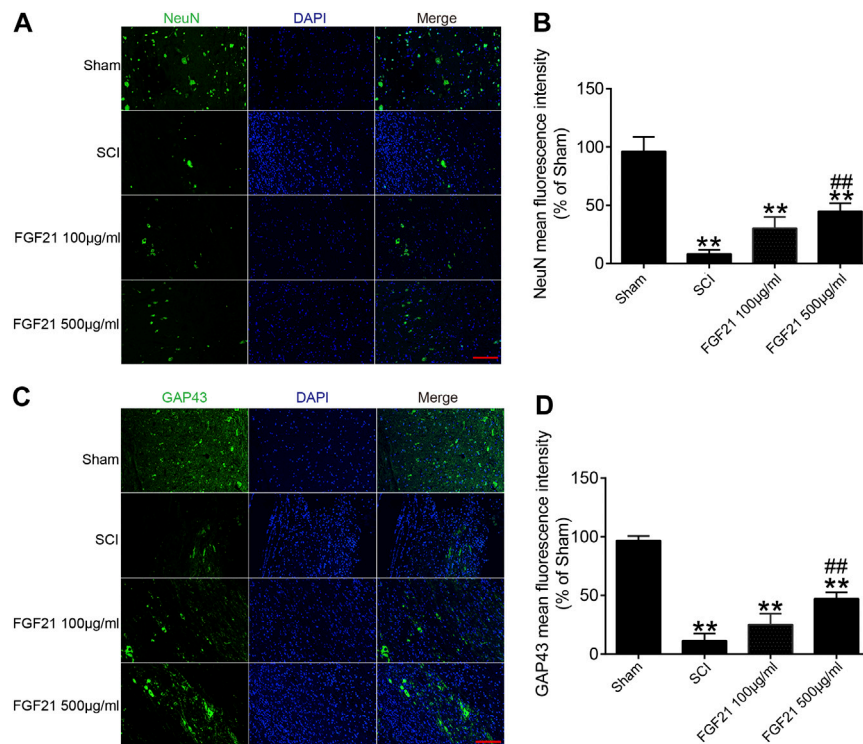 A
NeuN
DAPI
Merge
Sham
SCI
FGF21 100μg/ml
FGF21 500μg/ml
B
NeuN mean fluorescence intensity
(% of Sham)
150
100
50
0
**
**
##
**
Sham
SCI
FGF21 100μg/ml
FGF21 500μg/ml
C
GAP43
DAPI
Merge
Sham
SCI
FGF21 100μg/ml
FGF21 500μg/ml
D
GAP43 mean fluorescence intensity
(% of Sham)
150
100
50
0
**
**
##
**
Sham
SCI
FGF21 100μg/ml
FGF21 500μg/ml